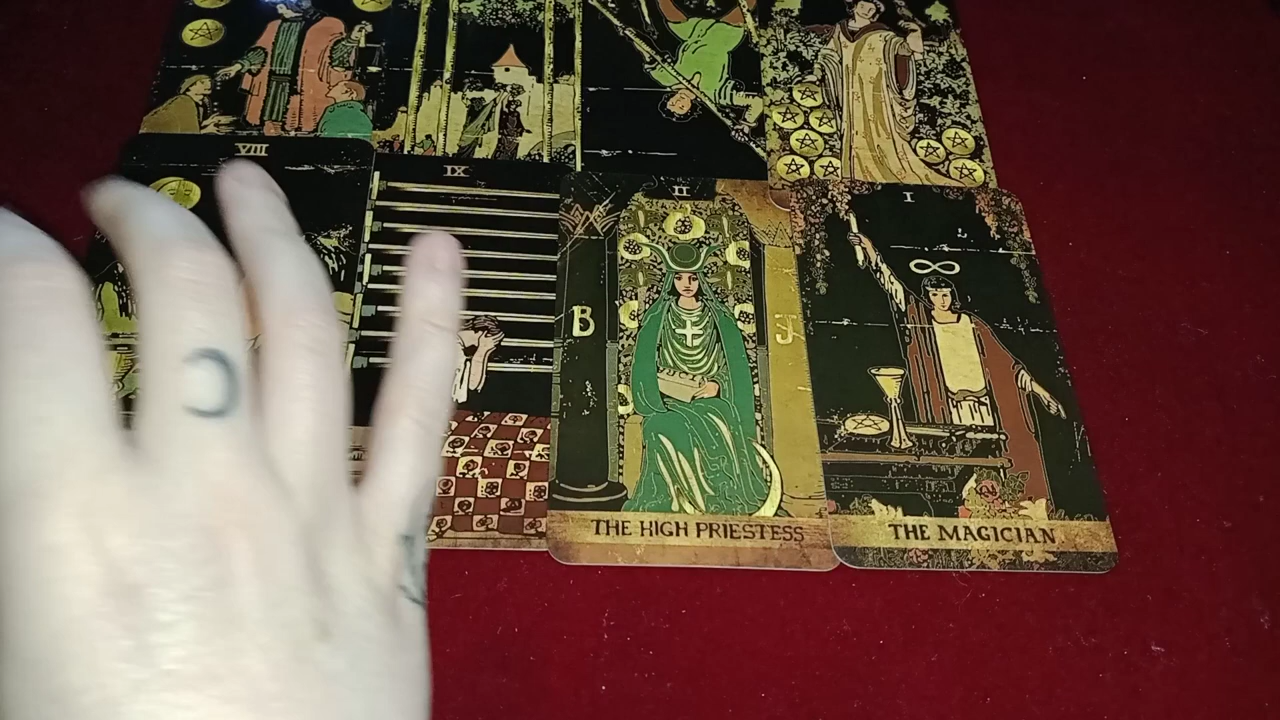 VIII
IX
II
I
B
J
THE HIGH PRIESTESS
THE MAGICIAN